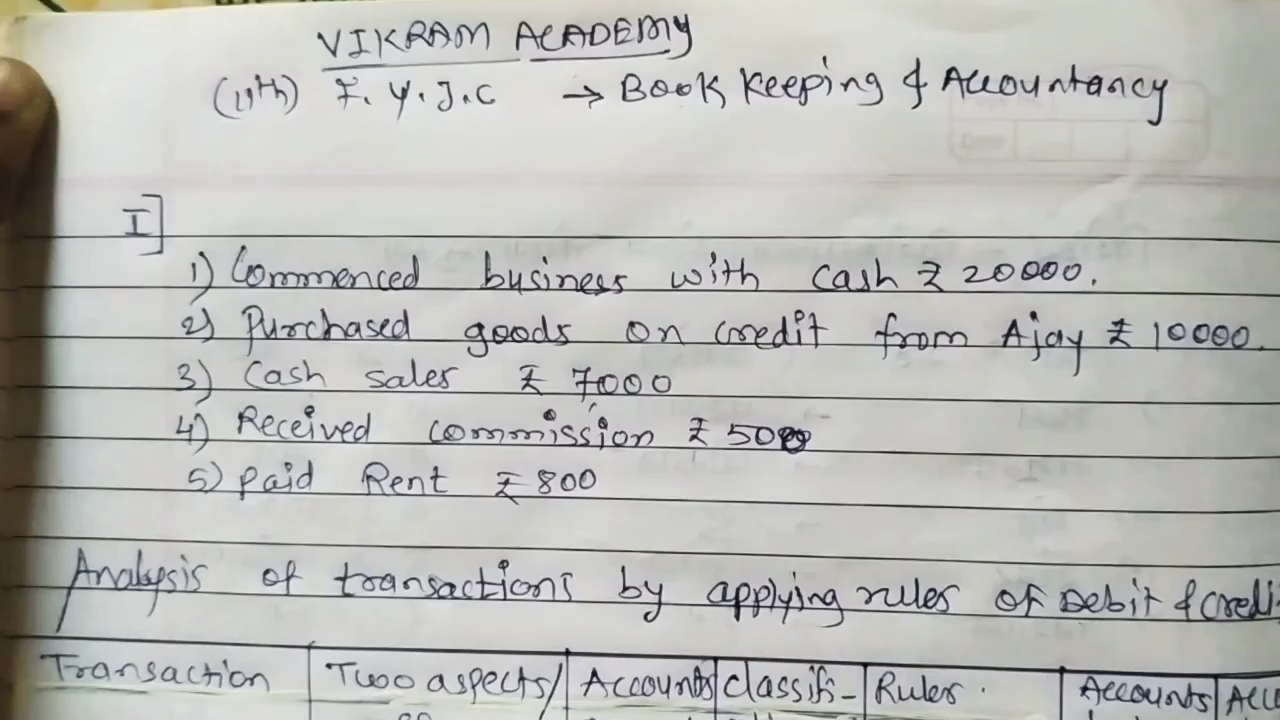 VIKRAM ACADEMY
(11th) F.Y.J.C → Book Keeping & Accountancy
I]
1) Commenced business with cash ₹ 20000.
2) Purchased goods on credit from Ajay ₹ 10000.
3) Cash sales ₹ 7000
4) Received commission ₹ 500
5) Paid Rent ₹ 800
Analysis of transactions by applying rules of Debit & Credi
Transaction Two aspects/ Accounts classifi- Rules. Accounts